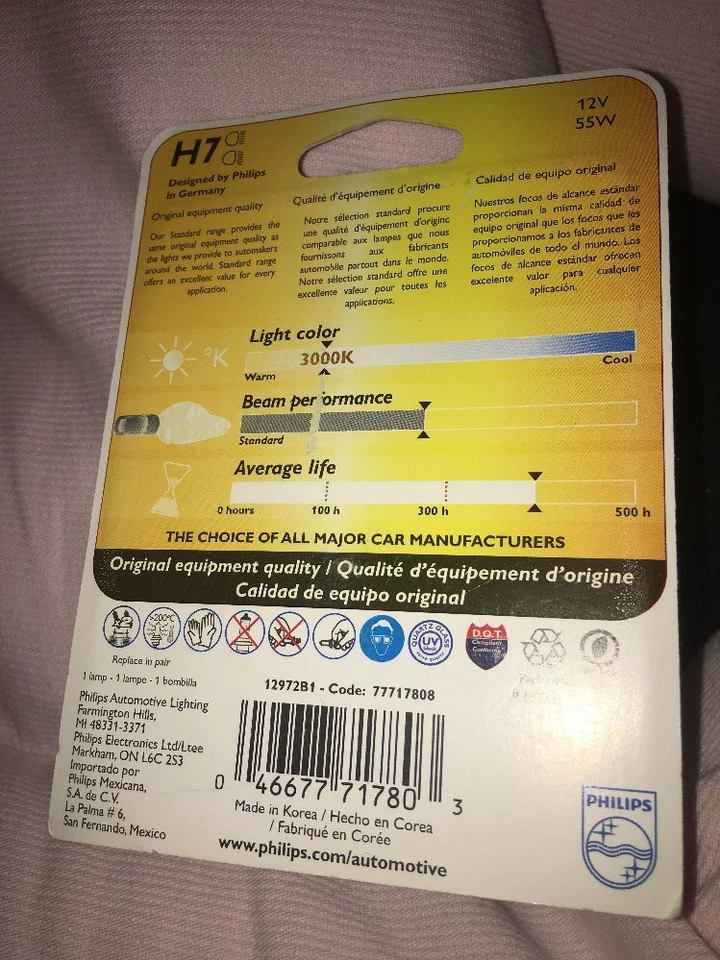 H7
12V
55W
Designed by Philips
in Germany
Original equipment quality
Our Standard range provides the
same original equipment quality as
the lights we provide to automakers
around the world. Standard range
offers an excellent value for every
application.
Qualité d'équipement d'origine
Notre sélection standard procure
une qualité d'équipement d'origine
comparable aux lampes que nous
fournissons aux fabricants
automobile partout dans le monde.
Notre sélection standard offre une
excellente valeur pour toutes les
applications.
Calidad de equipo original
Nuestros focos de alcance estándar
proporcionan la misma calidad de
equipo original que los focos que les
proporcionamos a los fabricantes de
automóviles de todo el mundo. Los
focos de alcance estándar ofrecen
excelente valor para cualquier
aplicación.
Light color
°K
3000K
Warm
Cool
Beam performance
Standard
Average life
0 hours 100 h 300 h 500 h
THE CHOICE OF ALL MAJOR CAR MANUFACTURERS
Original equipment quality / Qualité d'équipement d'origine
Calidad de equipo original
>200°C
QUARTZ GLASS
UV
D.O.T.
Compliant
Conforme
Replace in pair
1 lamp - 1 lampe - 1 bombilla
Philips Automotive Lighting
Farmington Hills,
MI 48331-3371
Philips Electronics Ltd/Ltee
Markham, ON L6C 2S3
Importado por
Philips Mexicana,
S.A. de C.V.
La Palma # 6,
San Fernando, Mexico
12972B1 - Code: 77717808
0 46677 71780 3
Made in Korea / Hecho en Corea
/ Fabriqué en Corée
www.philips.com/automotive
PHILIPS